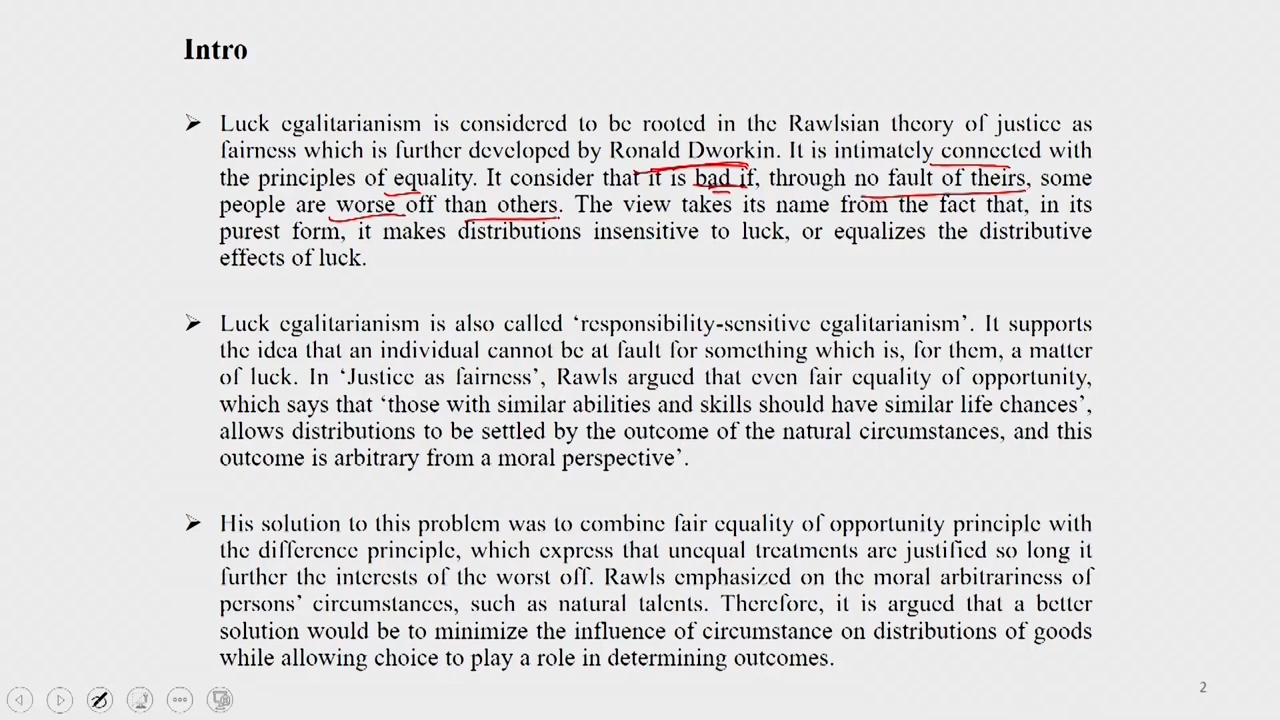 Intro
➢ Luck egalitarianism is considered to be rooted in the Rawlsian theory of justice as
fairness which is further developed by Ronald Dworkin. It is intimately connected with
the principles of equality. It consider that it is bad if, through no fault of theirs, some
people are worse off than others. The view takes its name from the fact that, in its
purest form, it makes distributions insensitive to luck, or equalizes the distributive
effects of luck.
➢ Luck egalitarianism is also called ‘responsibility-sensitive egalitarianism’. It supports
the idea that an individual cannot be at fault for something which is, for them, a matter
of luck. In ‘Justice as fairness’, Rawls argued that even fair equality of opportunity,
which says that ‘those with similar abilities and skills should have similar life chances’,
allows distributions to be settled by the outcome of the natural circumstances, and this
outcome is arbitrary from a moral perspective’.
➢ His solution to this problem was to combine fair equality of opportunity principle with
the difference principle, which express that unequal treatments are justified so long it
further the interests of the worst off. Rawls emphasized on the moral arbitrariness of
persons’ circumstances, such as natural talents. Therefore, it is argued that a better
solution would be to minimize the influence of circumstance on distributions of goods
while allowing choice to play a role in determining outcomes.
2